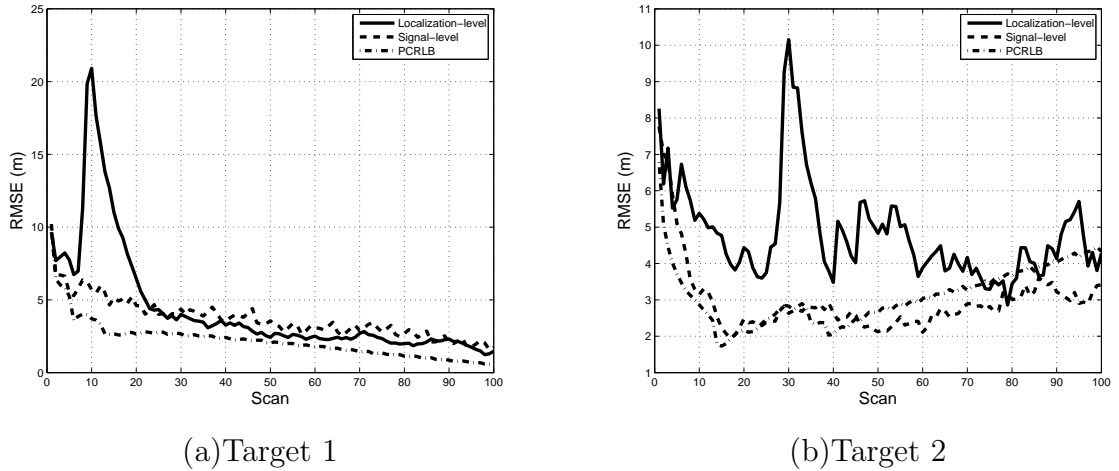 25
20
15
10
5
0
RMSE (m)
0 10 20 30 40 50 60 70 80 90 100
Scan
Localization−level
Signal−level
PCRLB
(a)Target 1
11
10
9
8
7
6
5
4
3
2
1
RMSE (m)
0 10 20 30 40 50 60 70 80 90 100
Scan
Localization−level
Signal−level
PCRLB
(b)Target 2